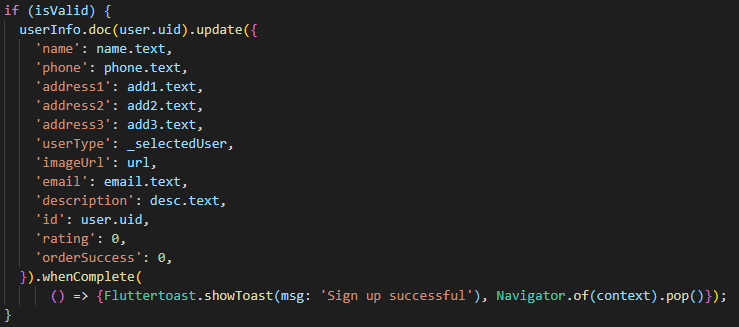 if (isValid) {
userInfo.doc(user.uid).update({
'name': name.text,
'phone': phone.text,
'address1': add1.text,
'address2': add2.text,
'address3': add3.text,
'userType': _selectedUser,
'imageUrl': url,
'email': email.text,
'description': desc.text,
'id': user.uid,
'rating': 0,
'orderSuccess': 0,
}).whenComplete(
() => {Fluttertoast.showToast(msg: 'Sign up successful'), Navigator.of(context).pop()});
}